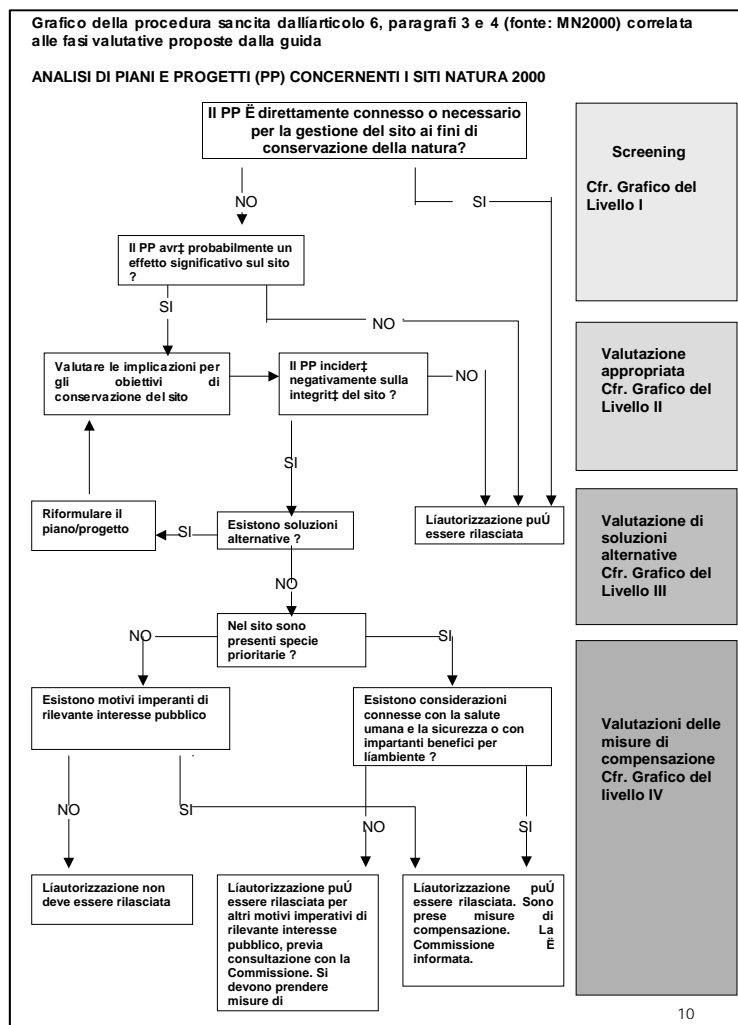 Grafico della procedura sancita dallíarticolo 6, paragrafi 3 e 4 (fonte: MN2000) correlata
alle fasi valutative proposte dalla guida
ANALISI DI PIANI E PROGETTI (PP) CONCERNENTI I SITI NATURA 2000
Il PP Ë direttamente connesso o necessario
per la gestione del sito ai fini di
conservazione della natura?
Screening
Cfr. Grafico del
Livello I
NO
SI
Il PP avr‡ probabilmente un
effetto significativo sul sito
?
SI
NO
Valutare le implicazioni per
gli obiettivi di
conservazione del sito
Il PP incider‡
negativamente sulla
integrit‡ del sito ?
NO
Valutazione
appropriata
Cfr. Grafico del
Livello II
SI
Riformulare il
piano/progetto
SI
Esistono soluzioni
alternative ?
Líautorizzazione puÚ
essere rilasciata
Valutazione di
soluzioni
alternative
Cfr. Grafico del
Livello III
NO
Nel sito sono
presenti specie
prioritarie ?
NO
SI
Esistono motivi imperanti di
rilevante interesse pubblico
Esistono considerazioni
connesse con la salute
umana e la sicurezza o con
impartanti benefici per
líambiente ?
Valutazioni delle
misure di
compensazione
Cfr. Grafico del
livello IV
NO
SI
NO
SI
Líautorizzazione non
deve essere rilasciata
Líautorizzazione puÚ
essere rilasciata per
altri motivi imperativi di
rilevante interesse
pubblico, previa
consultazione con la
Commissione. Si
devono prendere
misure di
Líautorizzazione puÚ
essere rilasciata. Sono
prese misure di
compensazione. La
Commissione Ë
informata.
10